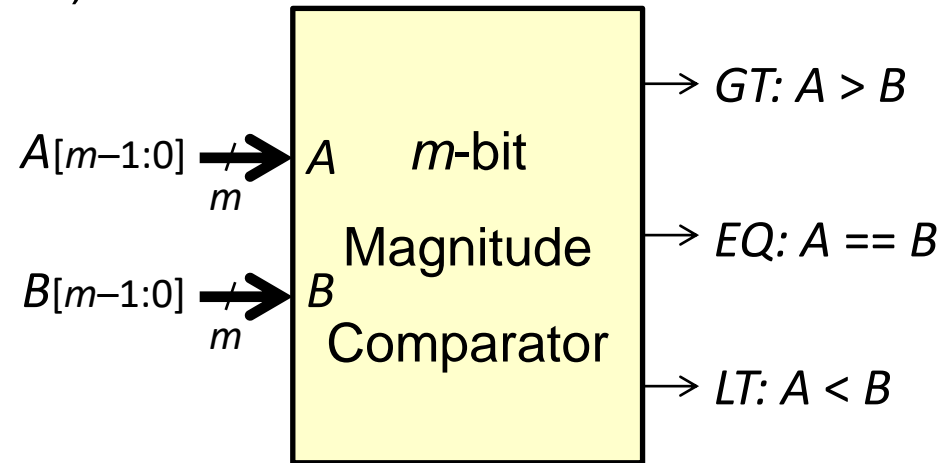 )
GT: A > B
A[m–1:0]
m
A
m-bit
Magnitude
EQ: A == B
B[m–1:0]
m
B
Comparator
LT: A < B